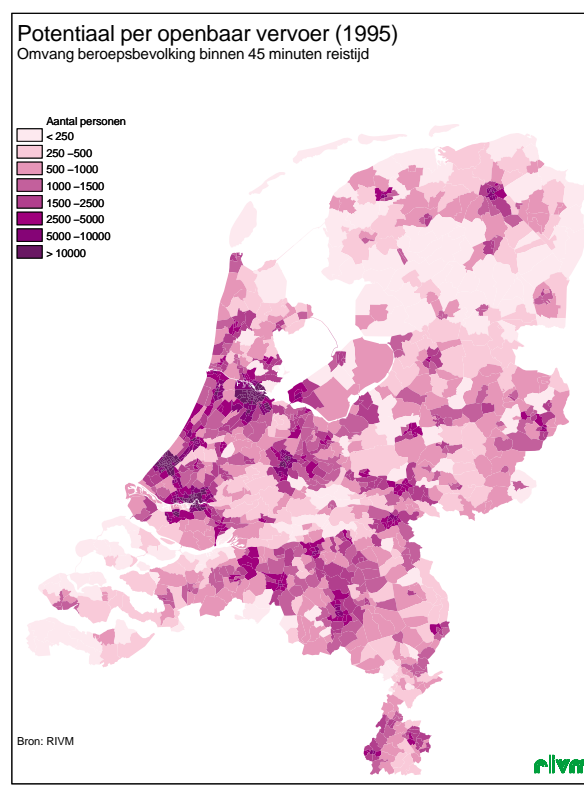 Potentiaal per openbaar vervoer (1995)
Omvang beroepsbevolking binnen 45 minuten reistijd
Aantal personen
< 250
250 –500
500 –1000
1000 –1500
1500 –2500
2500 –5000
5000 –10000
> 10000
Bron: RIVM
rivm